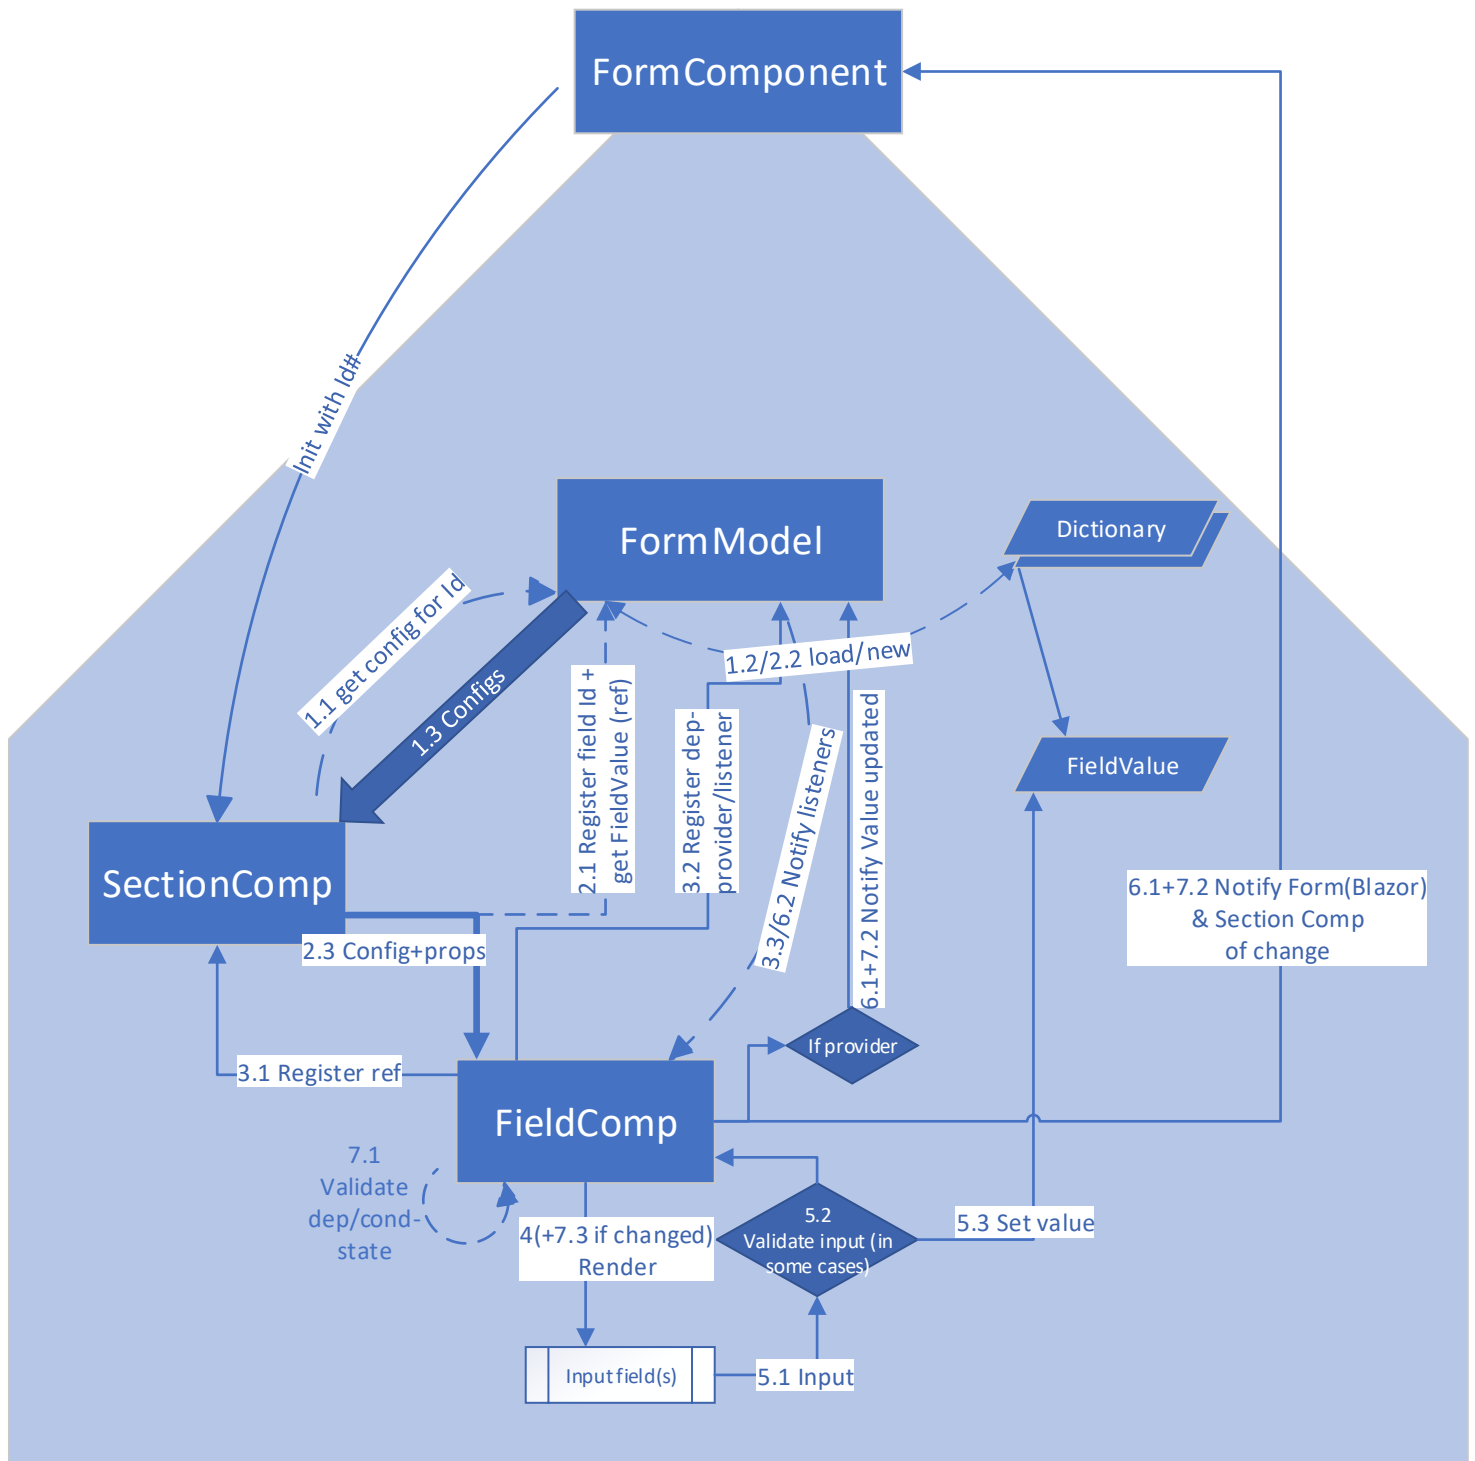 FormComponent
Init with Id#
FormModel
Dictionary
1.1 get config for Id
1.2/2.2 load/new
1.3 Configs
2.1 Register field Id +
get FieldValue (ref)
3.2 Register dep-
provider/listener
3.3/6.2 Notify listeners
6.1+7.2 Notify Value updated
FieldValue
SectionComp
6.1+7.2 Notify Form(Blazor)
& Section Comp
of change
2.3 Config+props
If provider
3.1 Register ref
FieldComp
7.1
Validate
dep/cond-
state
4(+7.3 if changed)
Render
5.2
Validate input (in
some cases)
5.3 Set value
Input field(s)
5.1 Input